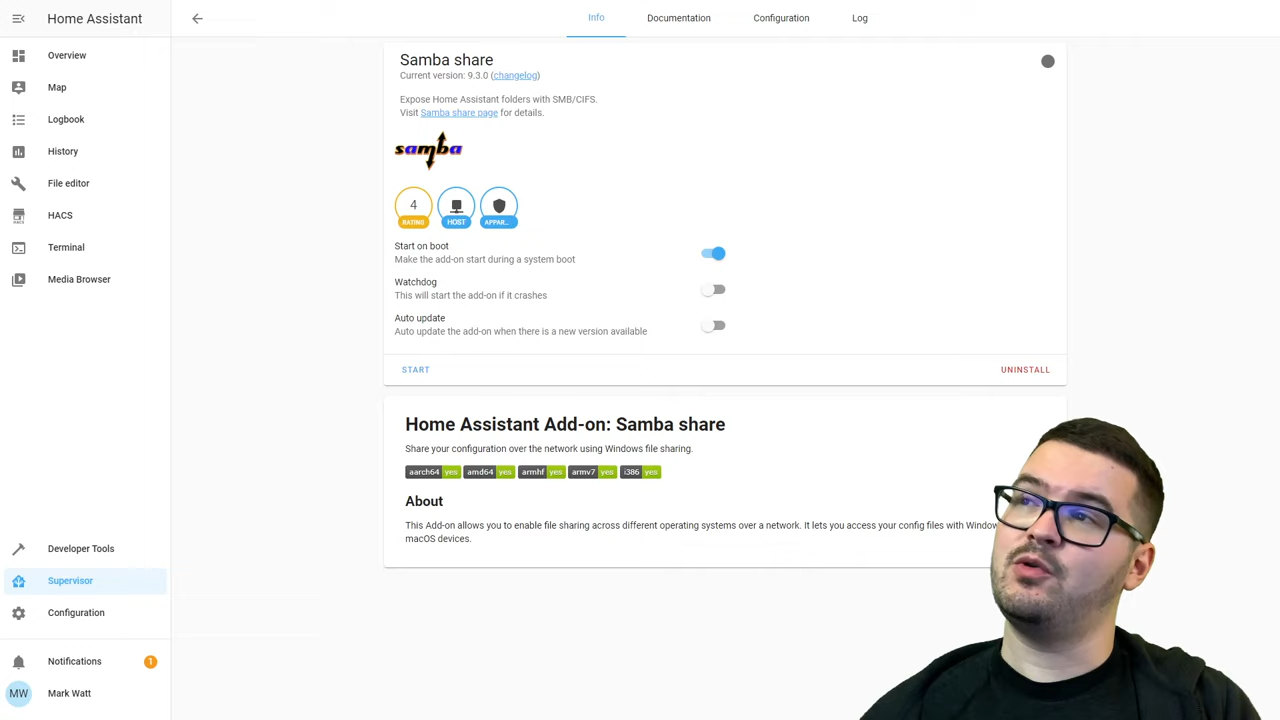 Home Assistant
Info
Documentation
Configuration
Log
Overview
Map
Logbook
History
File editor
HACS
Terminal
Media Browser
Developer Tools
Supervisor
Configuration
Notifications
1
MW
Mark Watt
Samba share
Current version: 9.3.0 (changelog)
Expose Home Assistant folders with SMB/CIFS.
Visit Samba share page for details.
samba
4
RATING
HOST
APPAR...
Start on boot
Make the add-on start during a system boot
Watchdog
This will start the add-on if it crashes
Auto update
Auto update the add-on when there is a new version available
START
UNINSTALL
Home Assistant Add-on: Samba share
Share your configuration over the network using Windows file sharing.
aarch64 yes amd64 yes armhf yes armv7 yes i386 yes
About
This Add-on allows you to enable file sharing across different operating systems over a network. It lets you access your config files with
macOS devices.